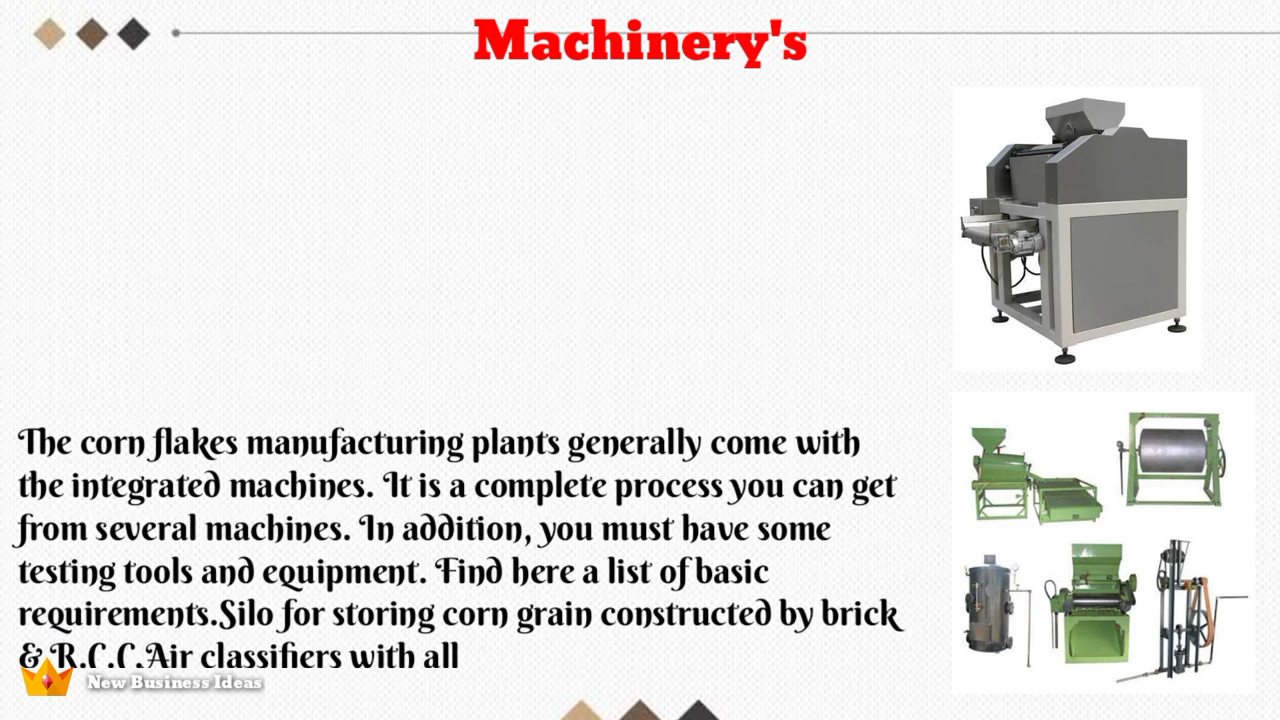 Machinery's
The corn flakes manufacturing plants generally come with
the integrated machines. It is a complete process you can get
from several machines. In addition, you must have some
testing tools and equipment. Find here a list of basic
requirements.Silo for storing corn grain constructed by brick
& R.C.C.Air classifiers with all
New Business Ideas